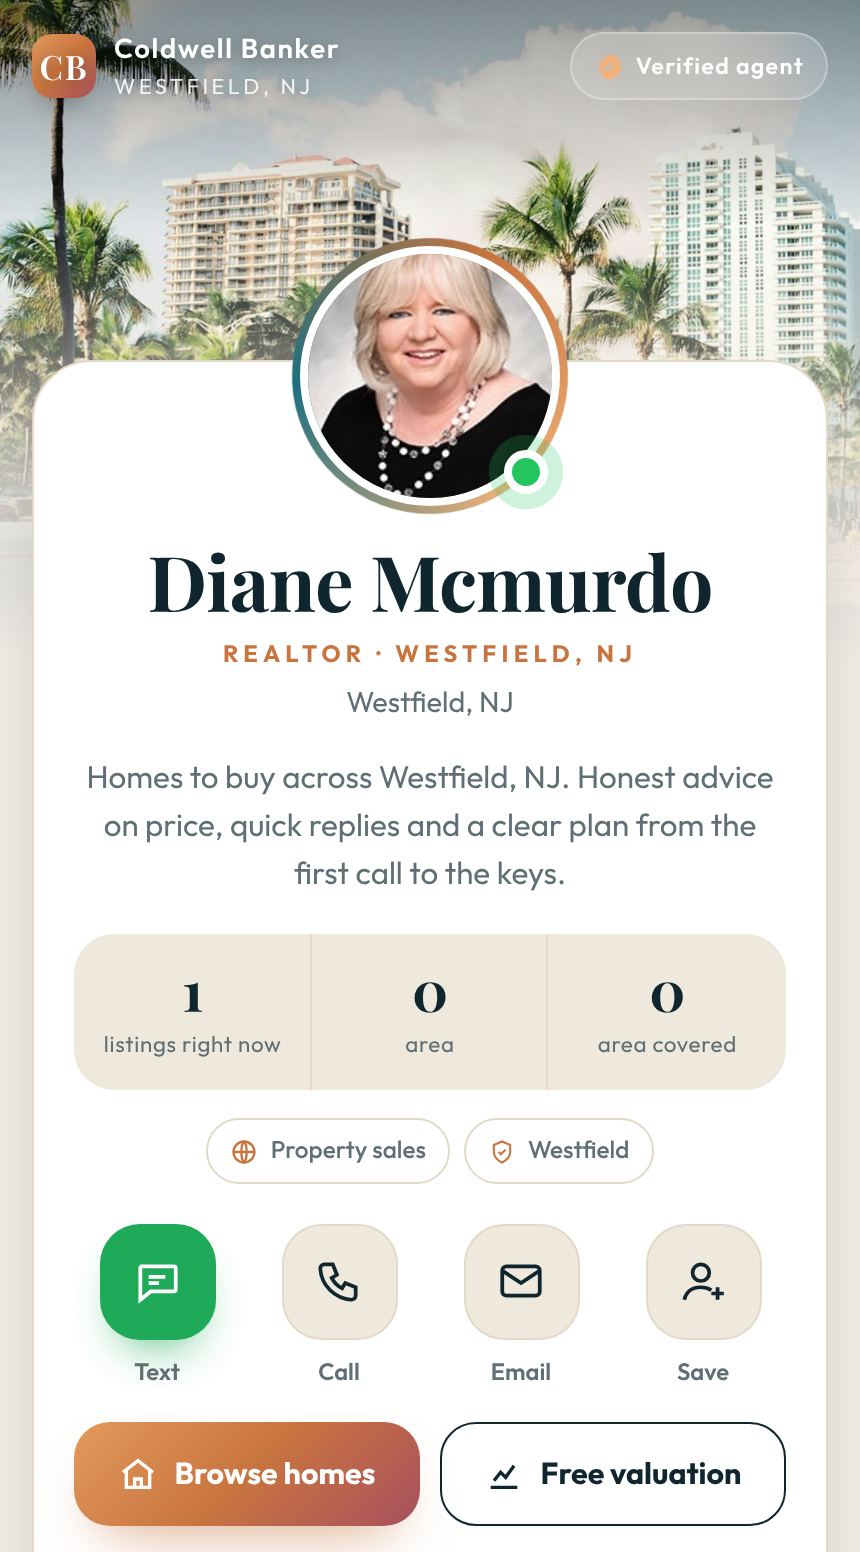 CB
Coldwell Banker
WESTFIELD, NJ
Verified agent
Diane Mcmurdo
REALTOR · WESTFIELD, NJ
Westfield, NJ
Homes to buy across Westfield, NJ. Honest advice
on price, quick replies and a clear plan from the
first call to the keys.
1
listings right now
0
area
0
area covered
Property sales
Westfield
Text
Call
Email
Save
Browse homes
Free valuation